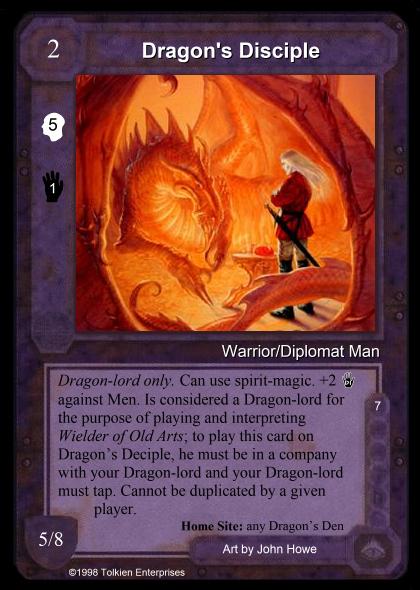 2
Dragon's Disciple
5
1
Warrior/Diplomat Man
Dragon-lord only. Can use spirit-magic. +2
against Men. Is considered a Dragon-lord for
the purpose of playing and interpreting
Wielder of Old Arts; to play this card on
Dragon's Deciple, he must be in a company
with your Dragon-lord and your Dragon-lord
must tap. Cannot be duplicated by a given
player.
7
Home Site: any Dragon's Den
5/8
Art by John Howe
©1998 Tolkien Enterprises